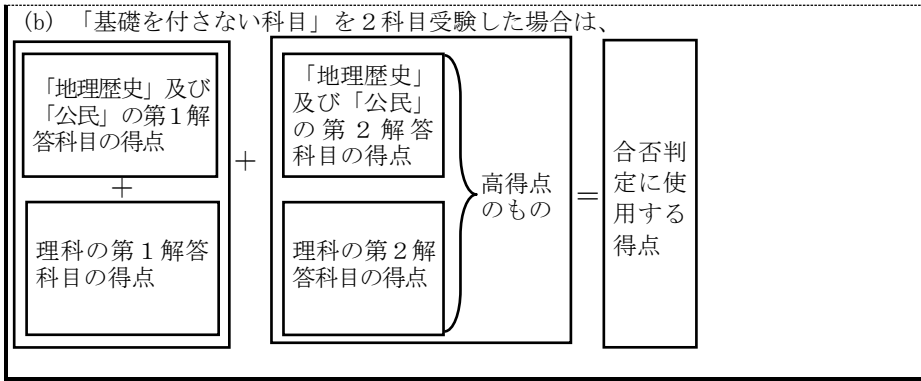 (b) 「基礎を付さない科目」を２科目受験した場合は、
「地理歴史」及び
「公民」の第１解
答科目の得点
＋
理科の第１解答
科目の得点
＋
「地理歴史」
及び「公民」
の第２解答
科目の得点
理科の第２解
答科目の得点
高得点
のもの
＝
合否判
定に使
用する
得点